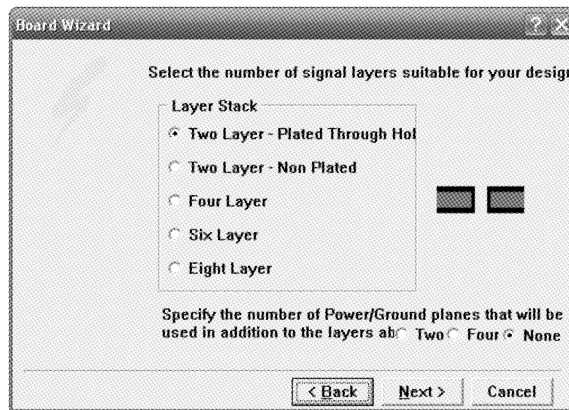 Board Wizard
? X
Select the number of signal layers suitable for your design
Layer Stack
Two Layer - Plated Through Hol
Two Layer - Non Plated
Four Layer
Six Layer
Eight Layer
Specify the number of Power/Ground planes that will be
used in addition to the layers ab Two Four None
< Back Next > Cancel